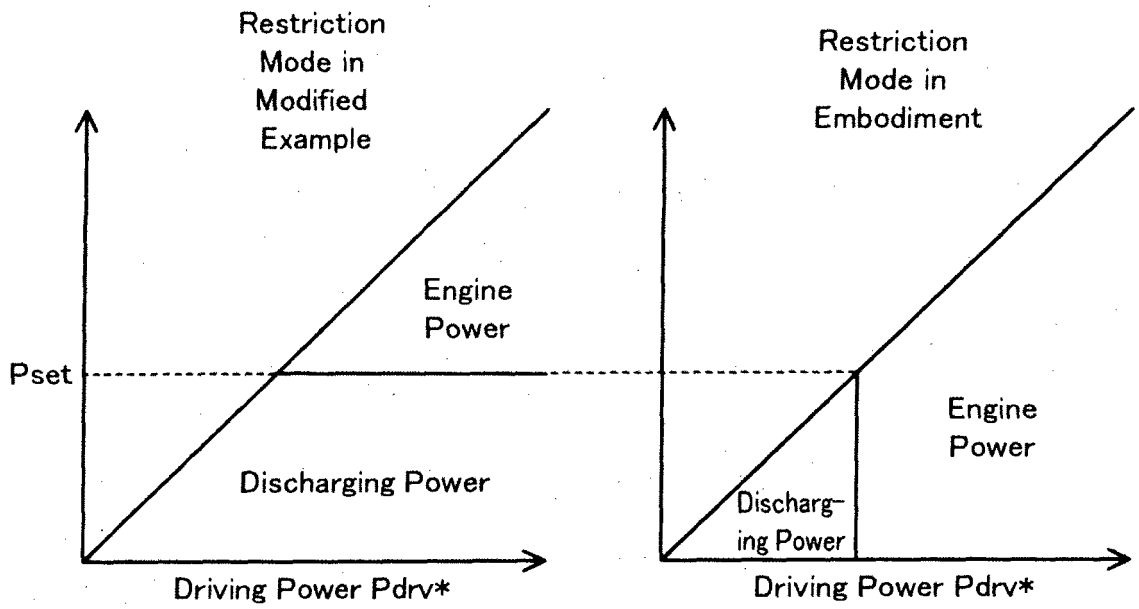 Restriction
Mode in
Modified
Example
Engine
Power
Pset
Discharging Power
Driving Power Pdrv*
Restriction
Mode in
Embodiment
Engine
Power
Discharg-
ing Power
Driving Power Pdrv*